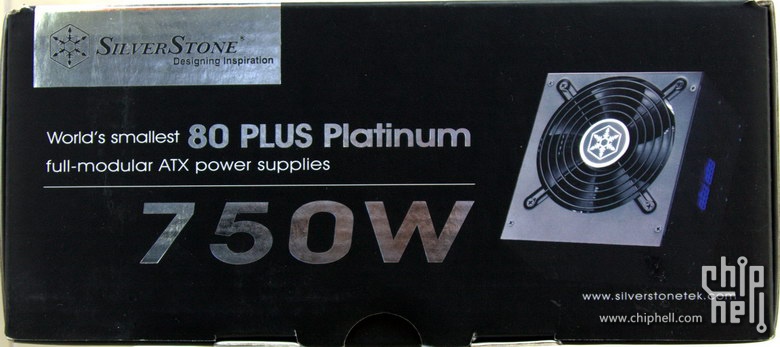 SILVERSTONE®
Designing Inspiration
World's smallest 80 PLUS Platinum
full-modular ATX power supplies
750W
www.silverstonetek.com
www.chiphell.com
chip
hell